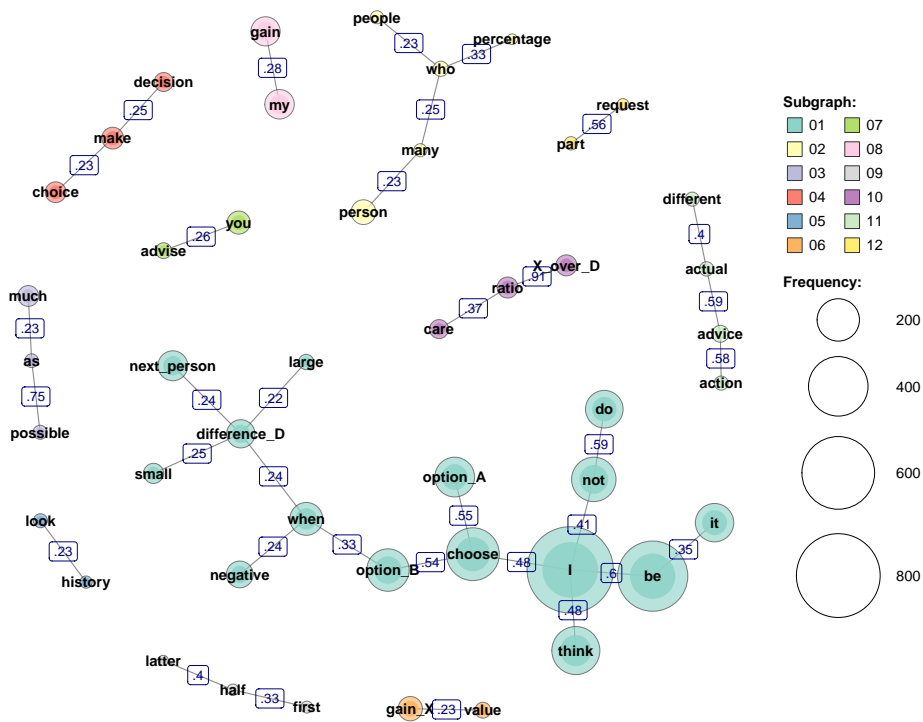 gain
.28
my
people
.23
percentage
.33
who
.25
many
.23
person
decision
.25
make
.23
choice
request
.56
part
you
.26
advise
different
.4
actual
.59
advice
.58
action
X_over_D
.91
ratio
.37
care
much
.23
as
.75
possible
next_person
large
.24
.22
difference_D
.25
small
.24
when
.24
negative
.33
option_B
.54
option_A
.55
choose
.48
I
do
.59
not
.41
.6
be
.35
it
.48
think
look
.23
history
latter
.4
half
.33
first
gain_X
.23
value
Subgraph:
01 07
02 08
03 09
04 10
05 11
06 12
Frequency:
200
400
600
800